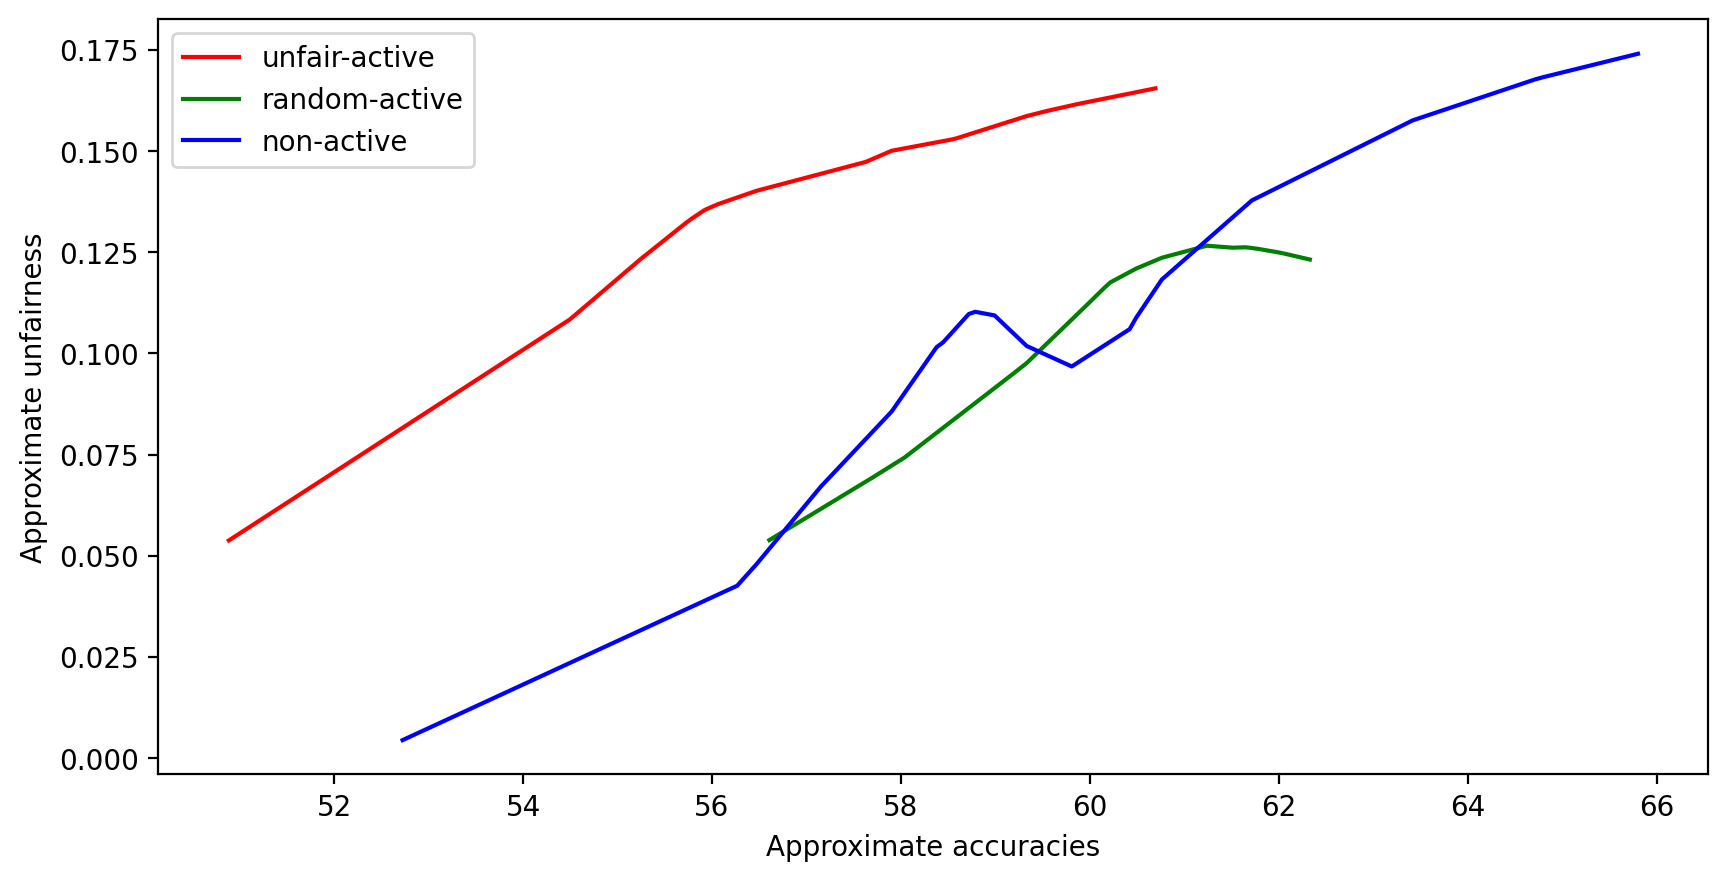 unfair-active
random-active
non-active
Approximate unfairness
0.175
0.150
0.125
0.100
0.075
0.050
0.025
0.000
52 54 56 58 60 62 64 66
Approximate accuracies